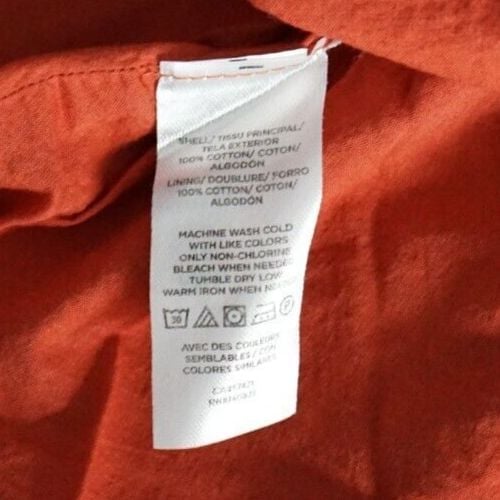 SHELL/ TISSU PRINCIPAL/
TELA EXTERIOR
100% COTTON/ COTON/
ALGODÓN
LINING/ DOUBLURE/ FORRO
100% COTTON/ COTON/
ALGODÓN
MACHINE WASH COLD
WITH LIKE COLORS
ONLY NON-CHLORINE
BLEACH WHEN NEEDED
TUMBLE DRY LOW
WARM IRON WHEN NEEDED
30 P
AVEC DES COULEURS
SEMBLABLES/ CON
COLORES SIMILARES